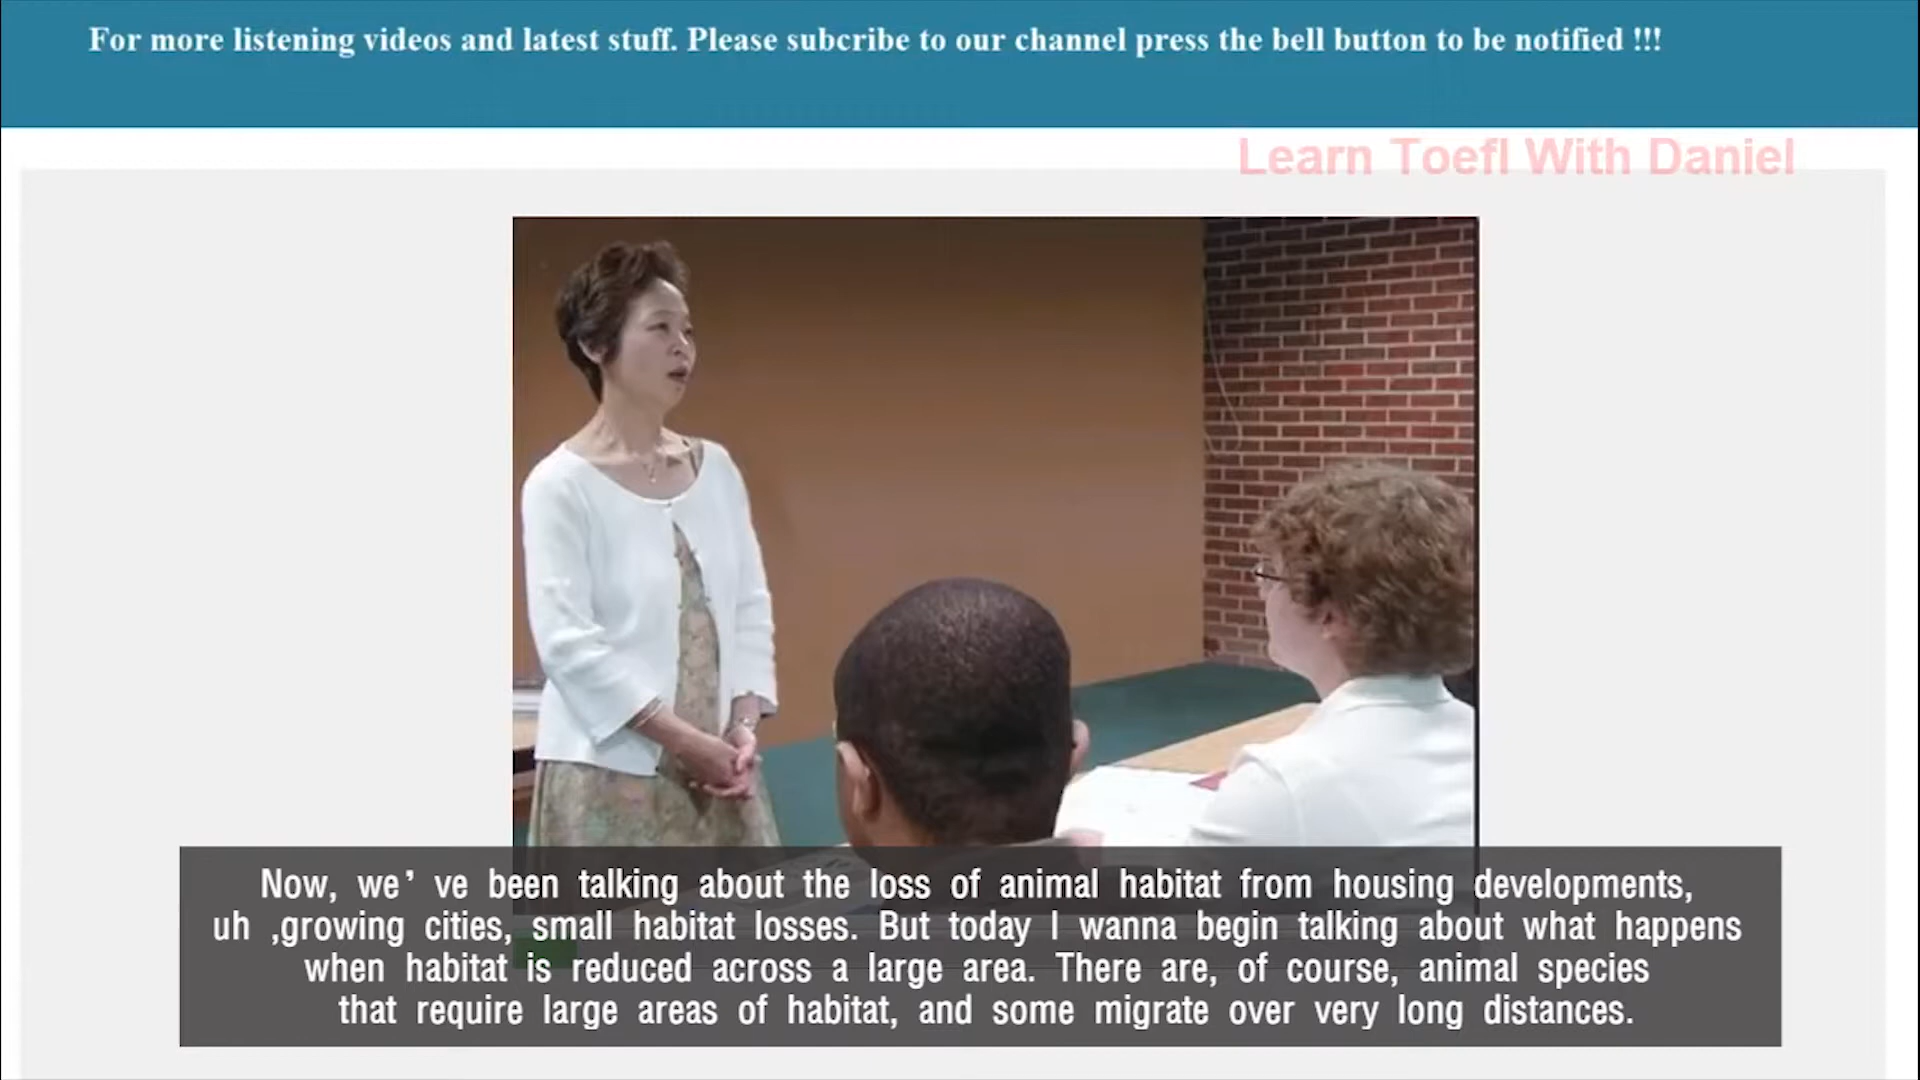 For more listening videos and latest stuff. Please subcribe to our channel press the bell button to be notified !!!
Learn Toefl With Daniel
Now, we’ ve been talking about the loss of animal habitat from housing developments,
uh ,growing cities, small habitat losses. But today I wanna begin talking about what happens
when habitat is reduced across a large area. There are, of course, animal species
that require large areas of habitat, and some migrate over very long distances.